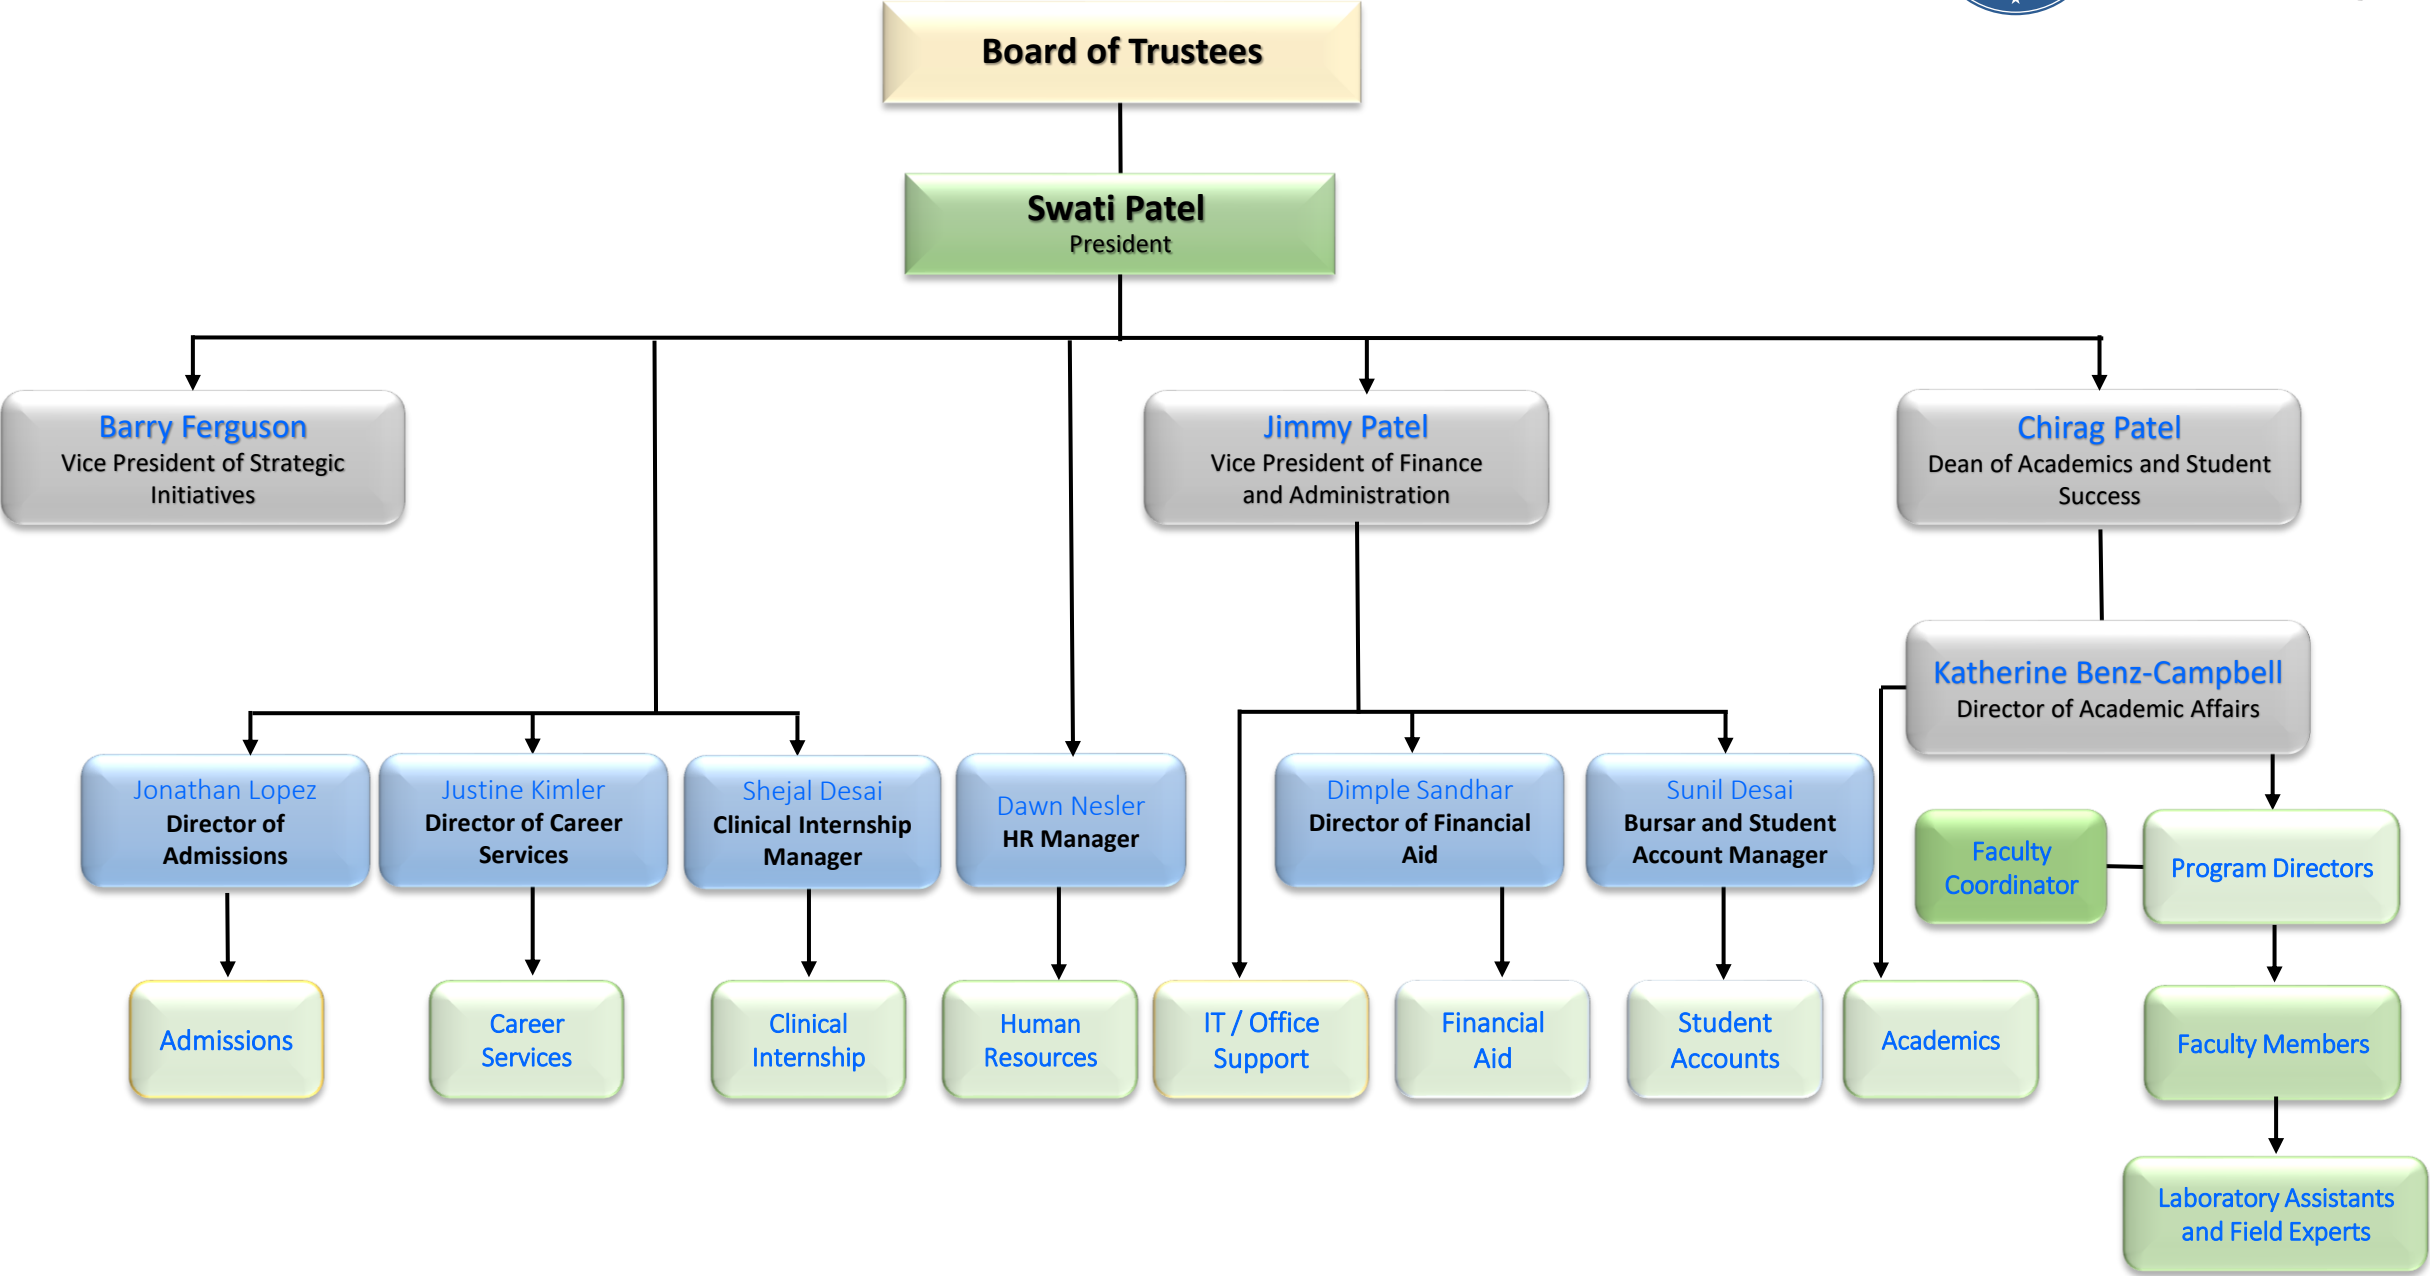 Board of Trustees
Swati Patel
President
Barry Ferguson
Vice President of Strategic
Initiatives
Jimmy Patel
Vice President of Finance
and Administration
Chirag Patel
Dean of Academics and Student
Success
Katherine Benz-Campbell
Director of Academic Affairs
Jonathan Lopez
Director of
Admissions
Justine Kimler
Director of Career
Services
Shejal Desai
Clinical Internship
Manager
Dawn Nesler
HR Manager
Dimple Sandhar
Director of Financial
Aid
Sunil Desai
Bursar and Student
Account Manager
Faculty
Coordinator
Program Directors
Admissions
Career
Services
Clinical
Internship
Human
Resources
IT / Office
Support
Financial
Aid
Student
Accounts
Academics
Faculty Members
Laboratory Assistants
and Field Experts